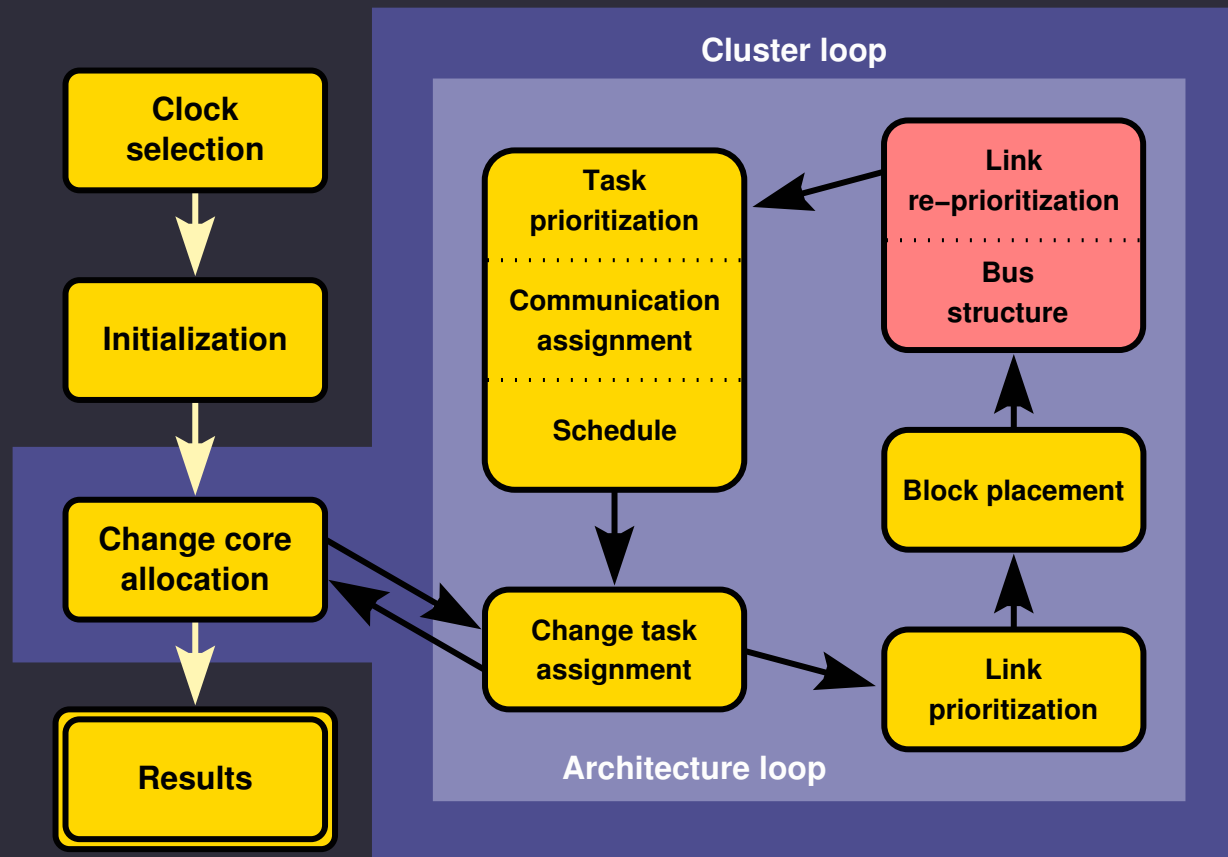 Cluster loop
Clock
selection
Initialization
Change core
allocation
Results
Task
prioritization
Communication
assignment
Schedule
Change task
assignment
Link
re–prioritization
Bus
structure
Block placement
Link
prioritization
Architecture loop